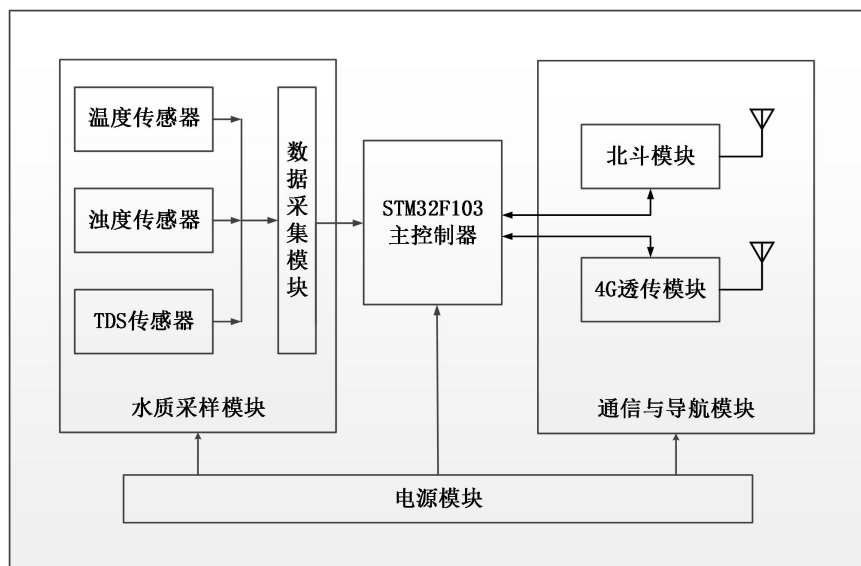 温度传感器
浊度传感器
TDS传感器
数据采集模块
水质采样模块
STM32F103
主控制器
北斗模块
4G透传模块
通信与导航模块
电源模块